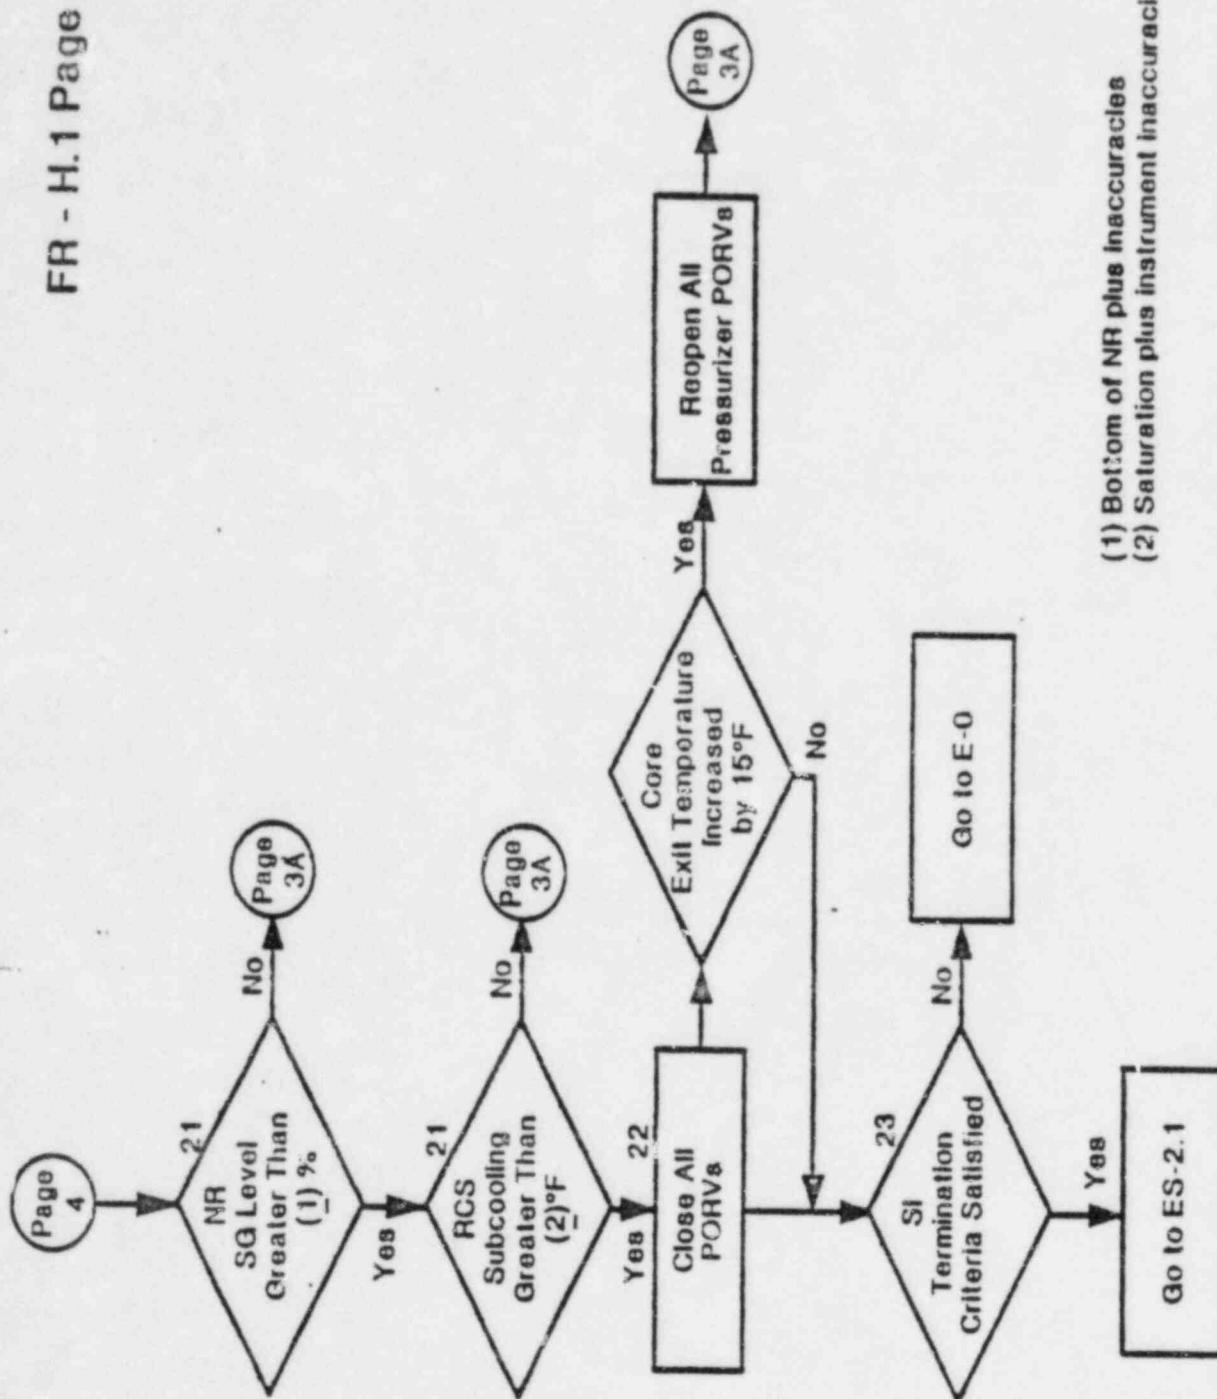 FR - H.1 Page
Page
4
21
NR
SG Level
Greater Than
(1) %
No
Page
3A
Yes
21
RCS
Subcooling
Greater Than
(2)°F
No
Page
3A
Yes
22
Close All
PORVs
Core
Exit Temperature
Increased
by 15°F
Yes
Reopen All
Pressurizer PORVs
Page
3A
No
23
SI
Termination
Criteria Satisfied
No
Go to E-0
Yes
Go to ES-2.1
(1) Bottom of NR plus inaccuracies
(2) Saturation plus instrument